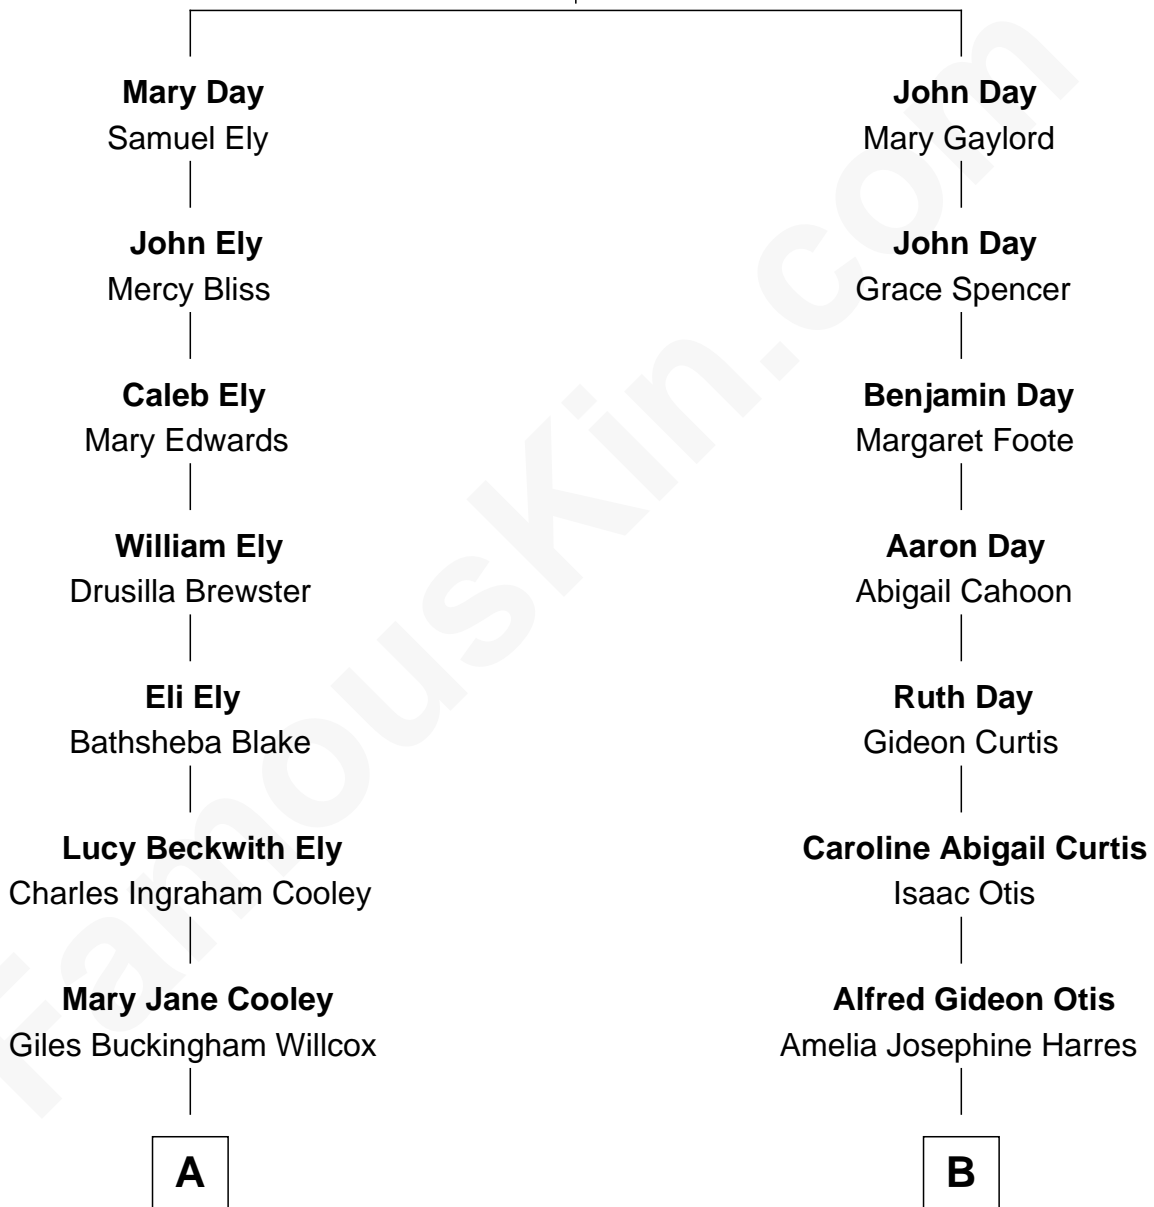 Mary Day
Samuel Ely
John Ely
Mercy Bliss
Caleb Ely
Mary Edwards
William Ely
Drusilla Brewster
Eli Ely
Bathsheba Blake
Lucy Beckwith Ely
Charles Ingraham Cooley
Mary Jane Cooley
Giles Buckingham Willcox
A
John Day
Mary Gaylord
John Day
Grace Spencer
Benjamin Day
Margaret Foote
Aaron Day
Abigail Cahoon
Ruth Day
Gideon Curtis
Caroline Abigail Curtis
Isaac Otis
Alfred Gideon Otis
Amelia Josephine Harres
B
FamousKin.com